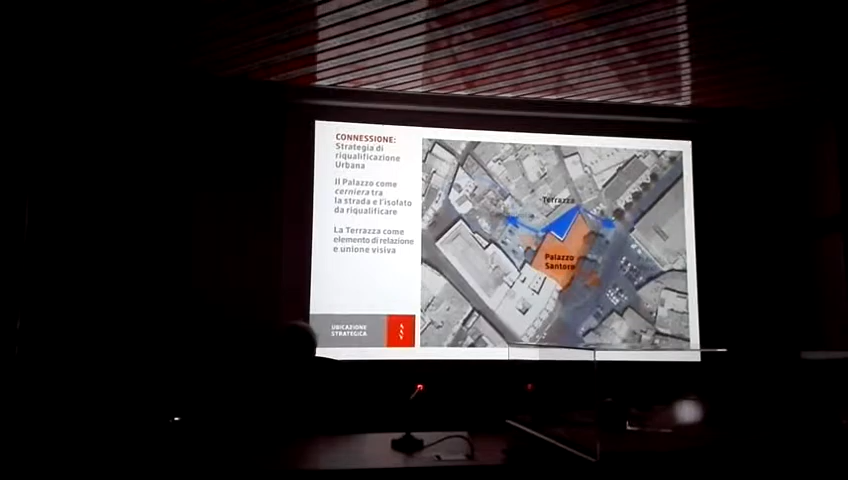 CONNESSIONE:
Strategia di
riqualificazione
Urbana
Il Palazzo come
cerniera tra
la strada e l'isolato
da riqualificare
La Terrazza come
elemento di relazione
e unione visiva
Terrazza
Palazzo
Santoro
UBICAZIONE
STRATEGICA